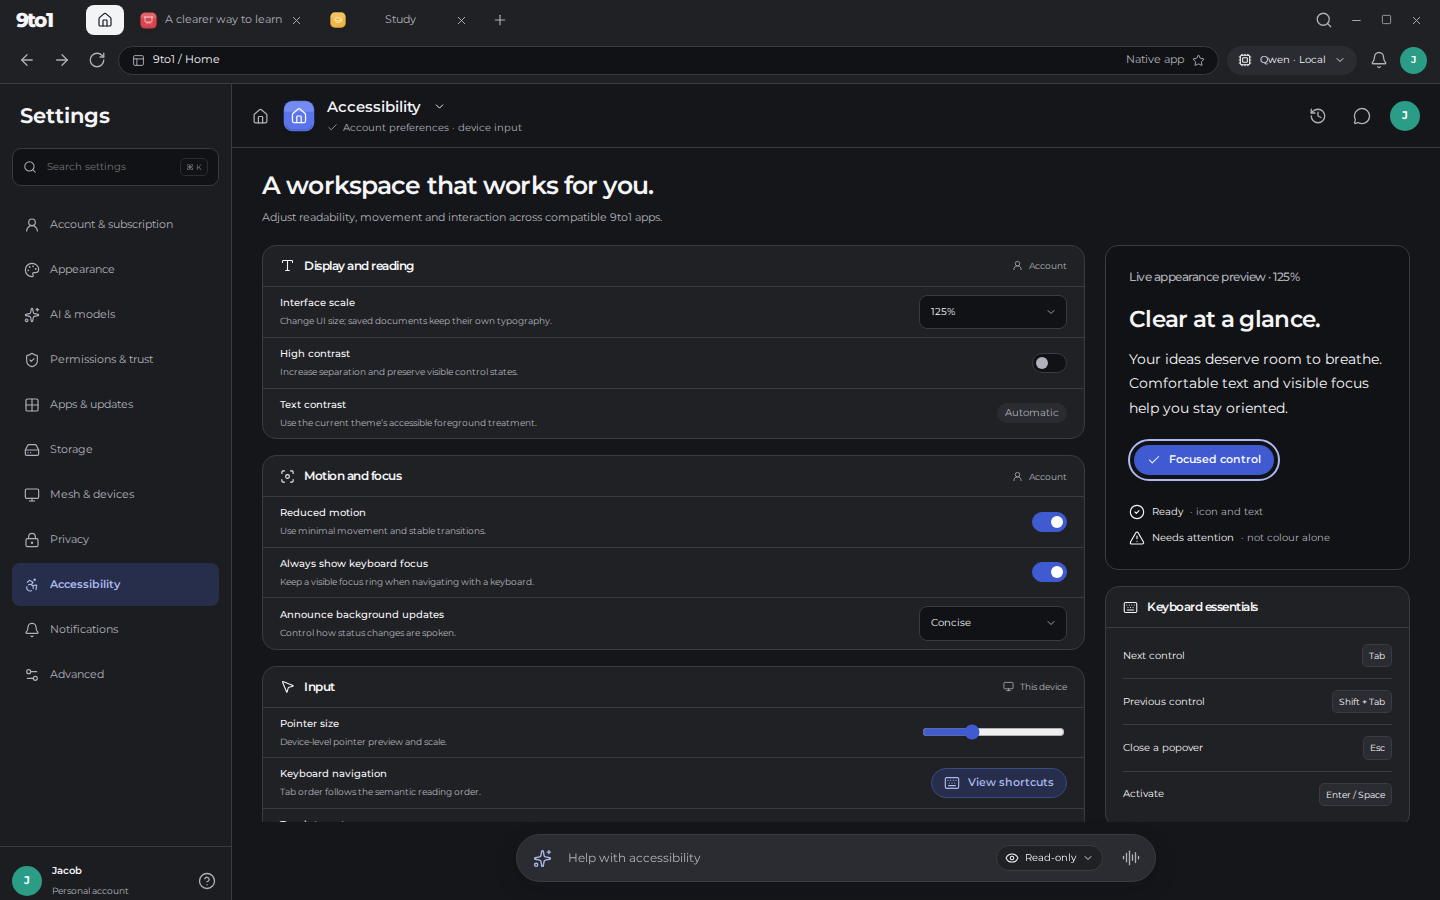 9to1
A clearer way to learn
Study
9to1 / Home
Native app
Qwen · Local
J
Settings
Search settings
⌘ K
Account & subscription
Appearance
AI & models
Permissions & trust
Apps & updates
Storage
Mesh & devices
Privacy
Accessibility
Notifications
Advanced
Jacob
Personal account
J
Accessibility
Account preferences · device input
J
A workspace that works for you.
Adjust readability, movement and interaction across compatible 9to1 apps.
Display and reading
Account
Interface scale
Change UI size; saved documents keep their own typography.
125%
High contrast
Increase separation and preserve visible control states.
Text contrast
Use the current theme's accessible foreground treatment.
Automatic
Motion and focus
Account
Reduced motion
Use minimal movement and stable transitions.
Always show keyboard focus
Keep a visible focus ring when navigating with a keyboard.
Announce background updates
Control how status changes are spoken.
Concise
Input
This device
Pointer size
Device-level pointer preview and scale.
Keyboard navigation
Tab order follows the semantic reading order.
View shortcuts
Live appearance preview · 125%
Clear at a glance.
Your ideas deserve room to breathe.
Comfortable text and visible focus
help you stay oriented.
Focused control
Ready · icon and text
Needs attention · not colour alone
Keyboard essentials
Next control
Tab
Previous control
Shift + Tab
Close a popover
Esc
Activate
Enter / Space
Help with accessibility
Read-only